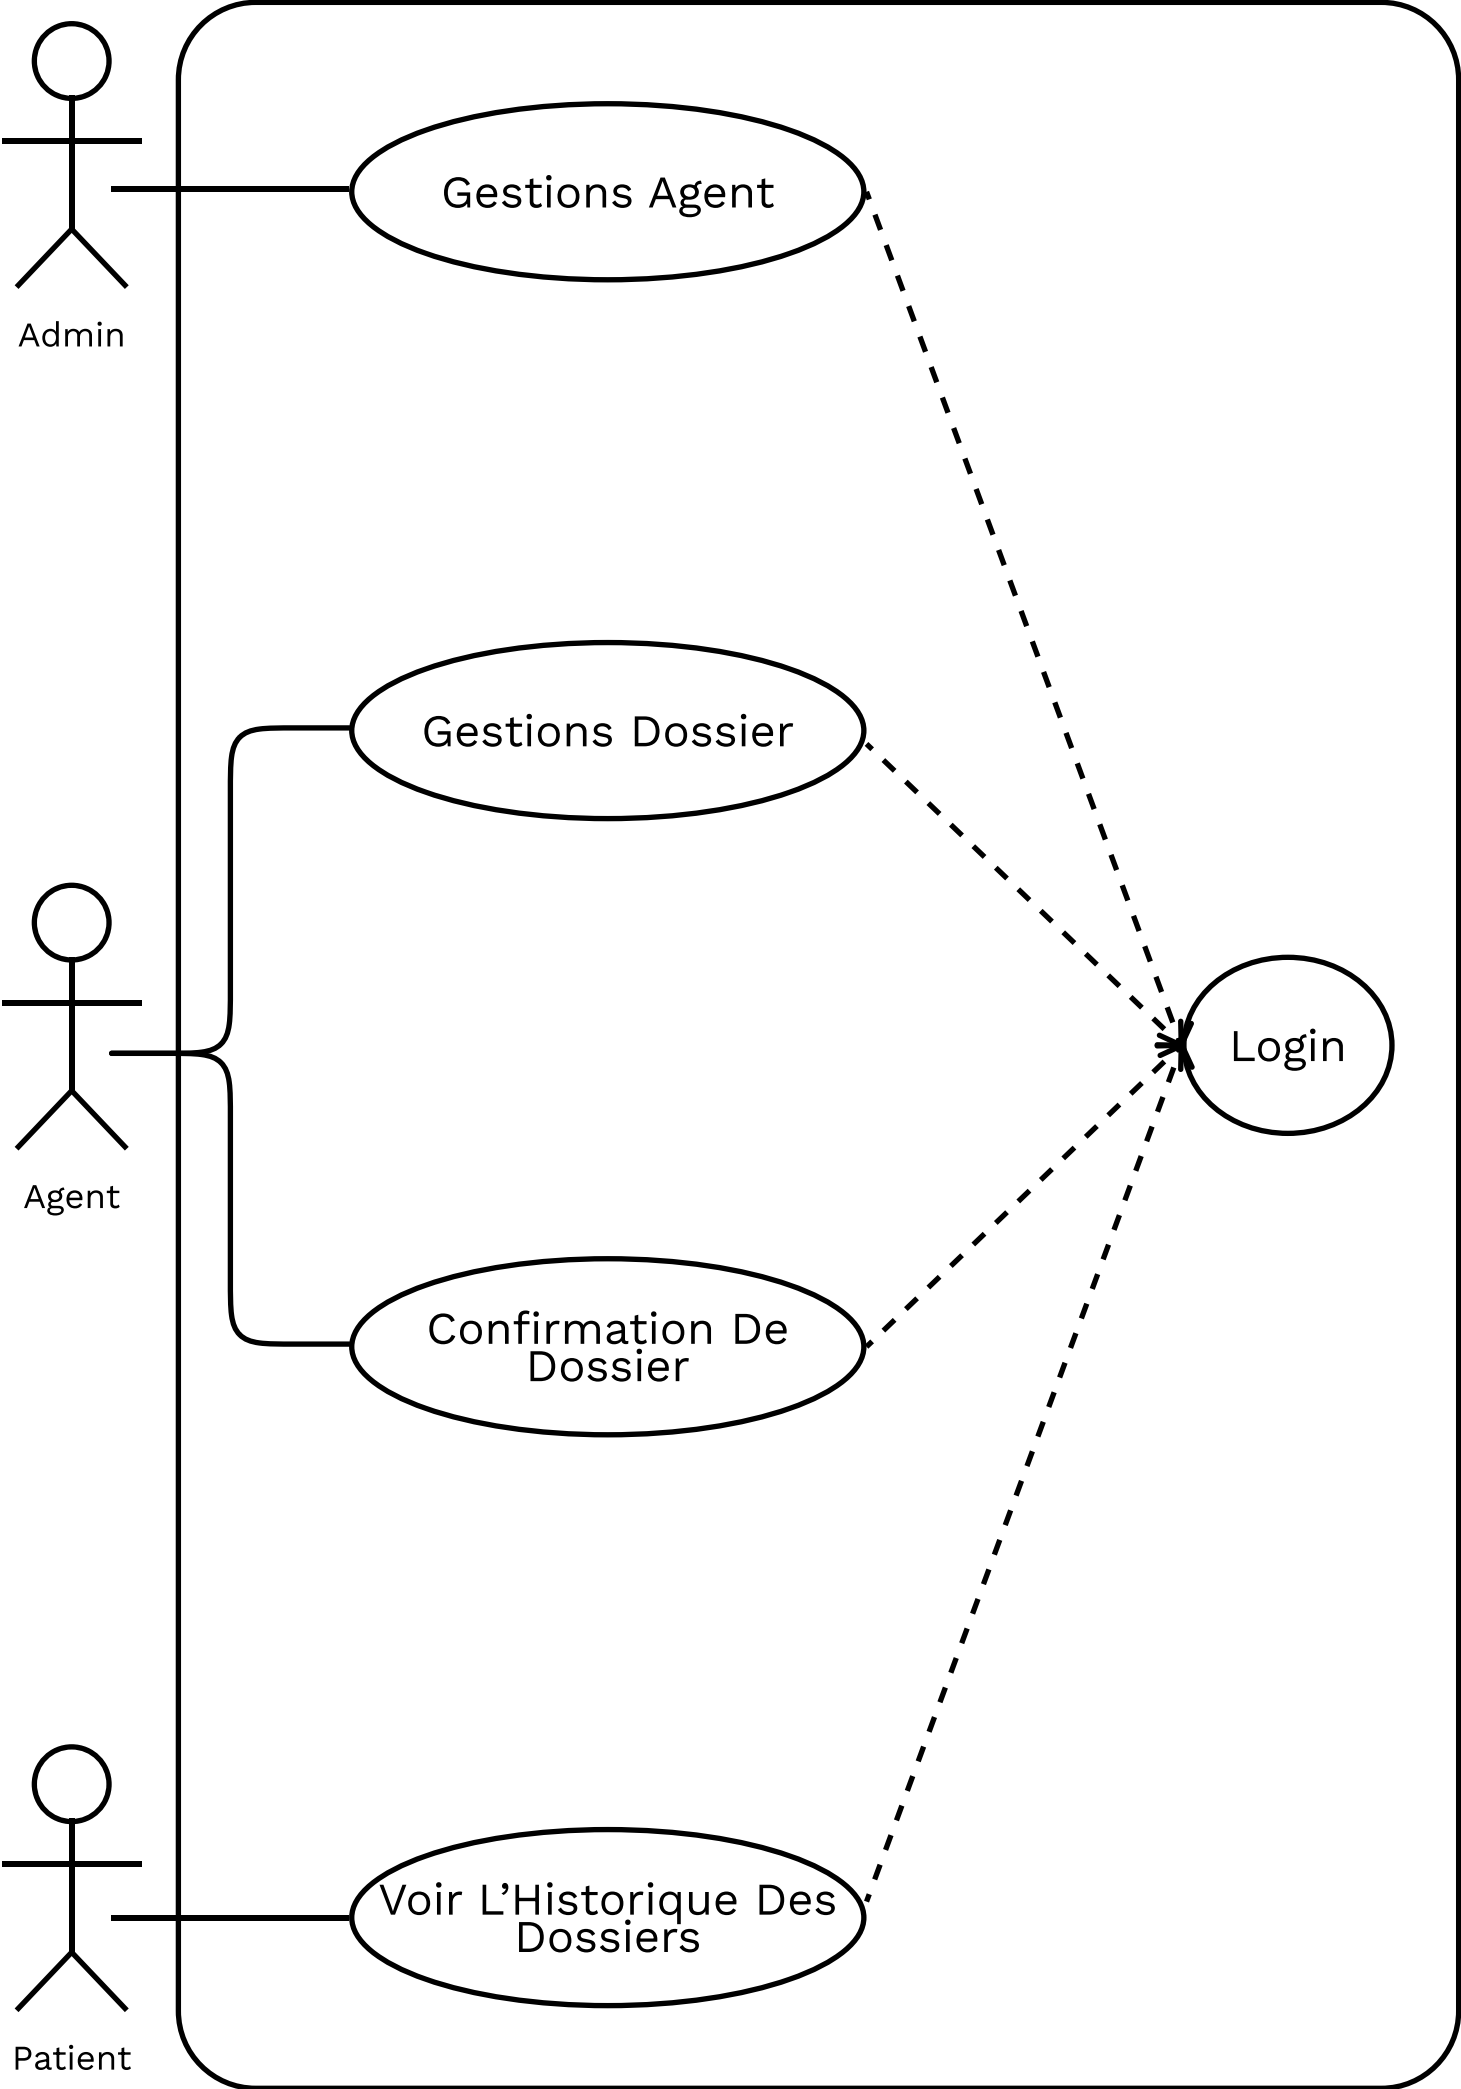 Gestions Agent
Admin
Gestions Dossier
Login
Agent
Confirmation De
Dossier
Voir L’Historique Des
Dossiers
Patient